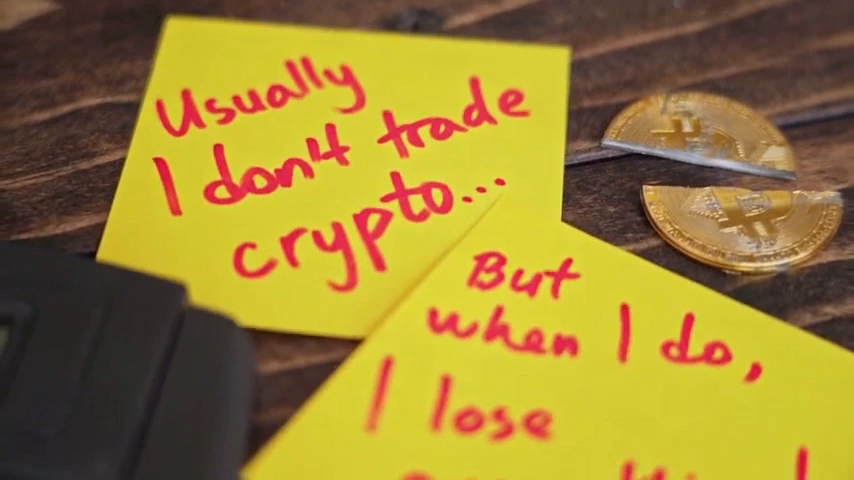 Usually
I don't trade
crypto...
But
when I do,
I lose